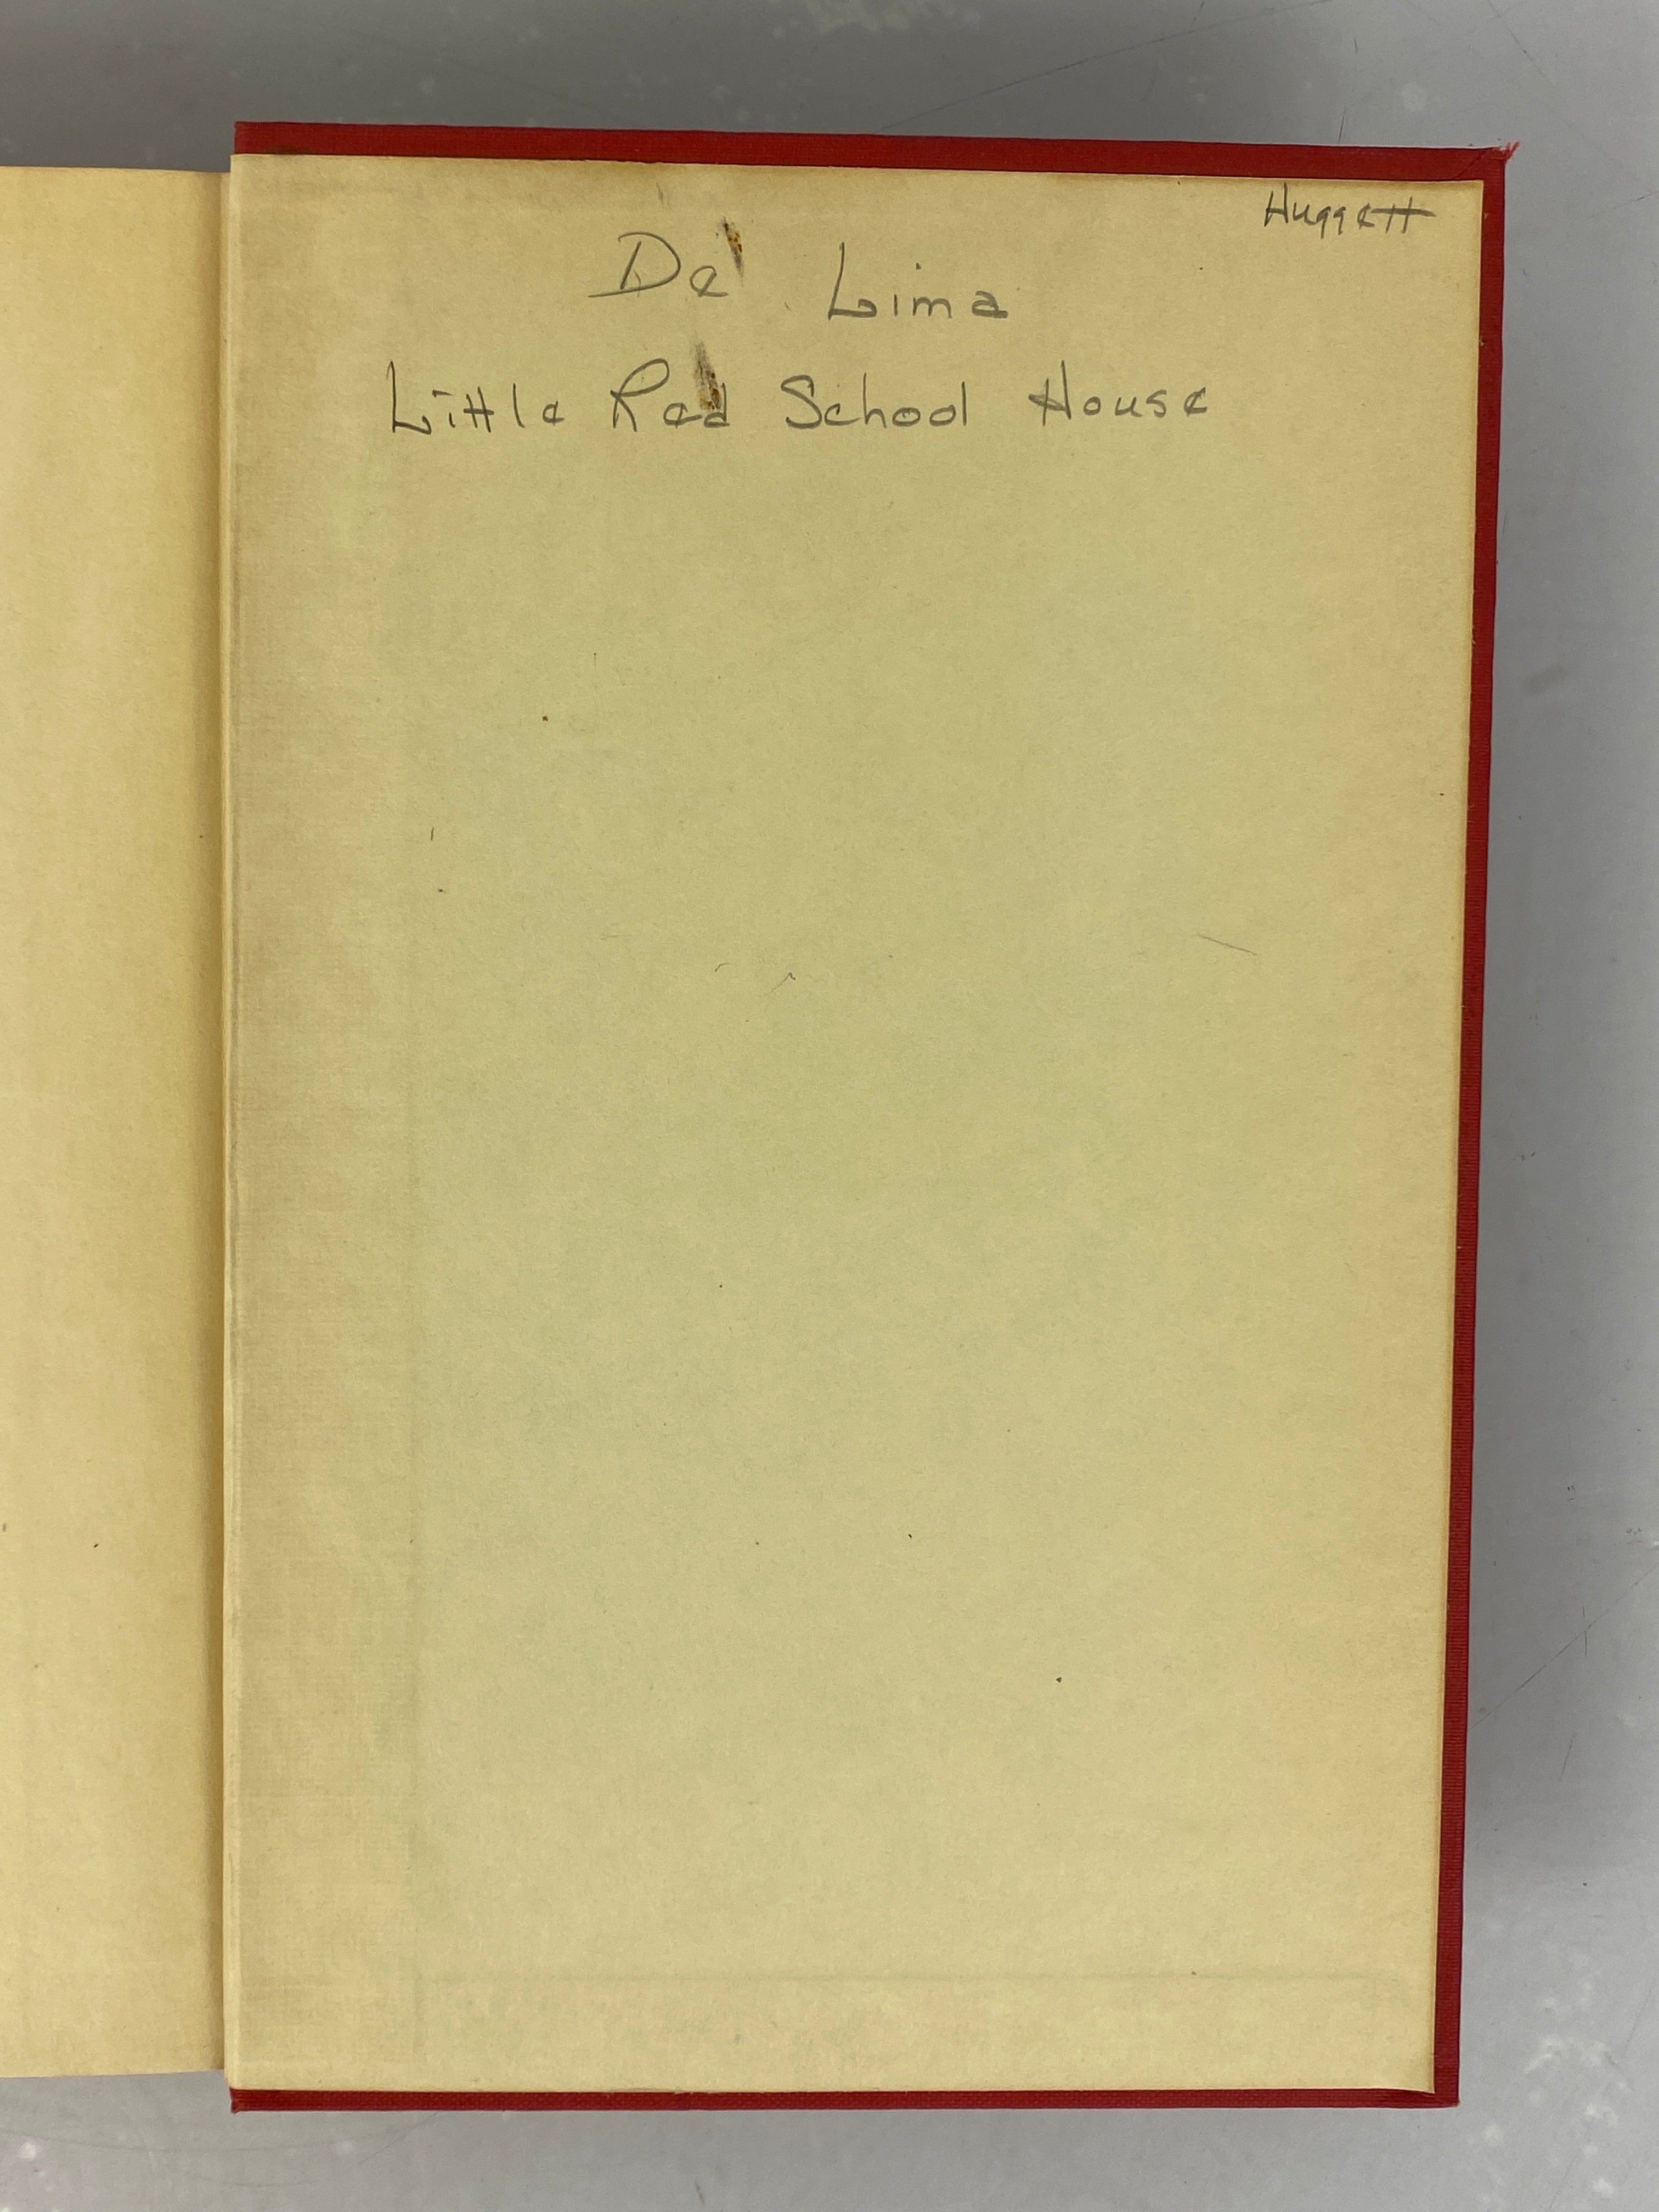 Huggett
De Lima
Little Red School House